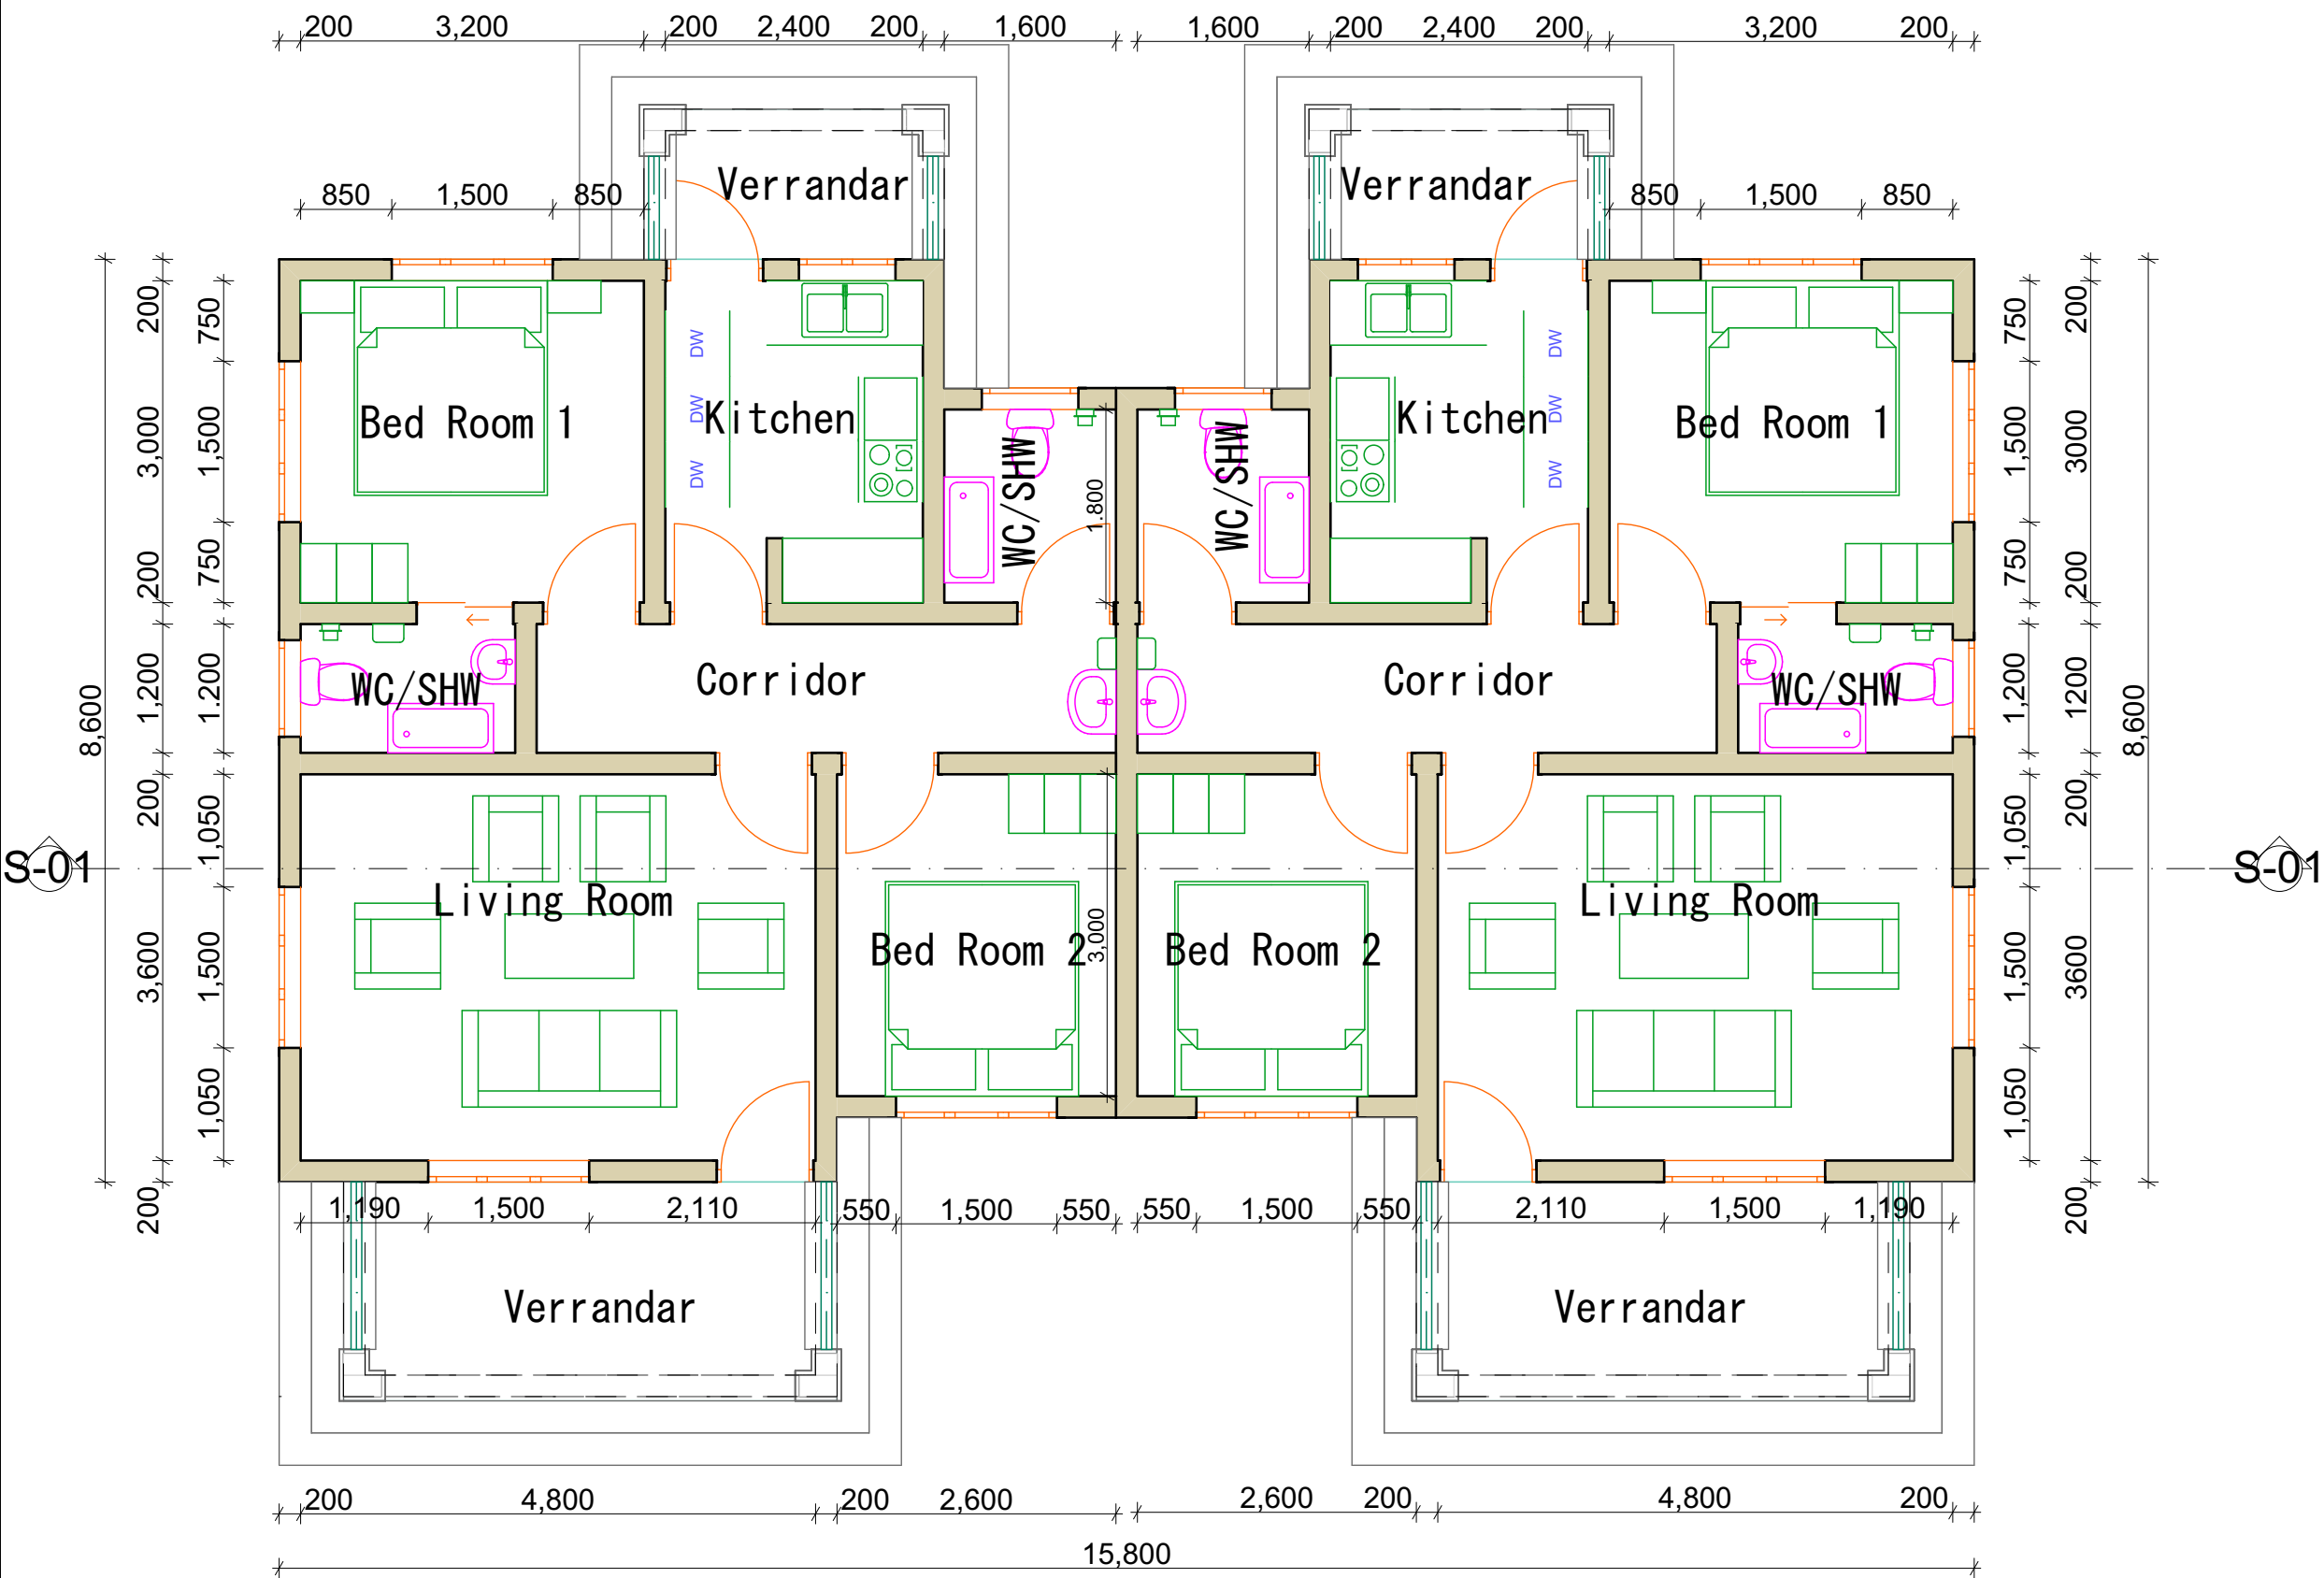 200 3,200 200 2,400 200 1,600 1,600 200 2,400 200 3,200 200
Verrandar Verrandar
850 1,500 850 850 1,500 850
200 750 DW DW 750 200
3,000 1,500 Bed Room 1 DW Kitchen WC/SHW 1.800 WC/SHW Kitchen DW Bed Room 1 1,500 3000
DW DW
200 750 750 200
8,600 1,200 1.200 WC/SHW Corridor Corridor WC/SHW 1,200 1200 8,600
200 1,050 1,050 200
S-01 S-01
Living Room Living Room
3,600 1,500 Bed Room 2 3,000 Bed Room 2 1,500 3600
1,050 1,050
200 1,190 1,500 2,110 550 1,500 550 550 1,500 550 2,110 1,500 1,190 200
Verrandar Verrandar
200 4,800 200 2,600 2,600 200 4,800 200
15,800